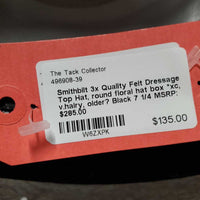 The Tack Collector
496908-39
Smithbilt 3x Quality Felt Dressage
Top Hat, round floral hat box *xc,
v.hairy, older? Black 7 1/4 MSRP:
$285.00
$135.00
W6ZXPK